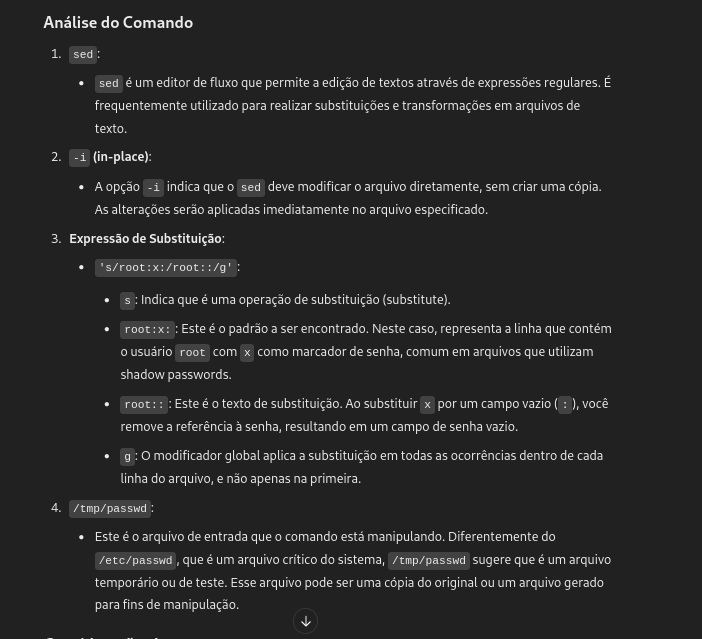 Análise do Comando
1. sed:
• sed é um editor de fluxo que permite a edição de textos através de expressões regulares. É
frequentemente utilizado para realizar substituições e transformações em arquivos de
texto.
2. -i (in-place):
• A opção -i indica que o sed deve modificar o arquivo diretamente, sem criar uma cópia.
As alterações serão aplicadas imediatamente no arquivo especificado.
3. Expressão de Substituição:
• 's/root:x:/root::/g':
• s: Indica que é uma operação de substituição (substitute).
• root:x:: Este é o padrão a ser encontrado. Neste caso, representa a linha que contém
o usuário root com x como marcador de senha, comum em arquivos que utilizam
shadow passwords.
• root::: Este é o texto de substituição. Ao substituir x por um campo vazio (:), você
remove a referência à senha, resultando em um campo de senha vazio.
• g: O modificador global aplica a substituição em todas as ocorrências dentro de cada
linha do arquivo, e não apenas na primeira.
4. /tmp/passwd:
• Este é o arquivo de entrada que o comando está manipulando. Diferentemente do
/etc/passwd, que é um arquivo crítico do sistema, /tmp/passwd sugere que é um arquivo
temporário ou de teste. Esse arquivo pode ser uma cópia do original ou um arquivo gerado
para fins de manipulação.